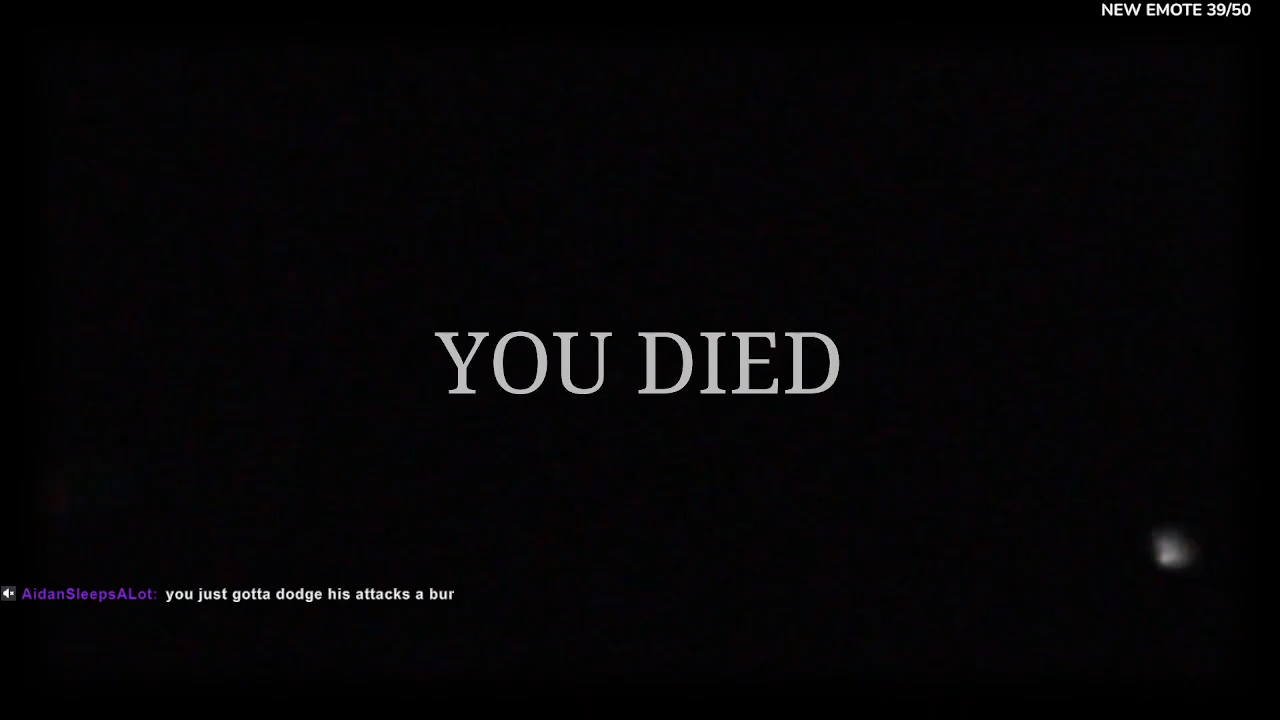 NEW EMOTE 39/50
YOU DIED
AidanSleepsALot: you just gotta dodge his attacks a bur